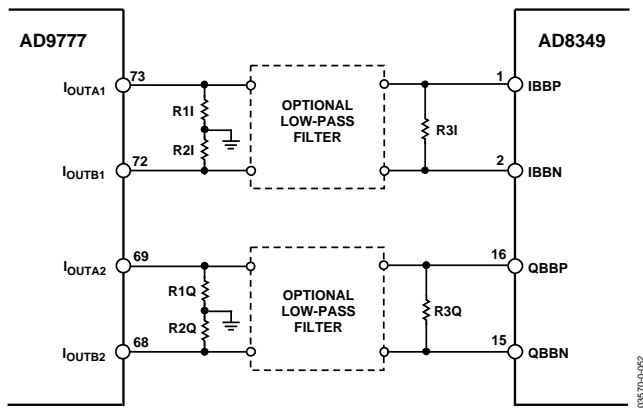 AD9777
AD8349
IOUTA1
73
R1I
R2I
OPTIONAL
LOW-PASS
FILTER
R3I
1
IBBP
IOUTB1
72
2
IBBN
IOUTA2
69
R1Q
R2Q
OPTIONAL
LOW-PASS
FILTER
R3Q
16
QBBP
IOUTB2
68
15
QBBN
03570-0-052